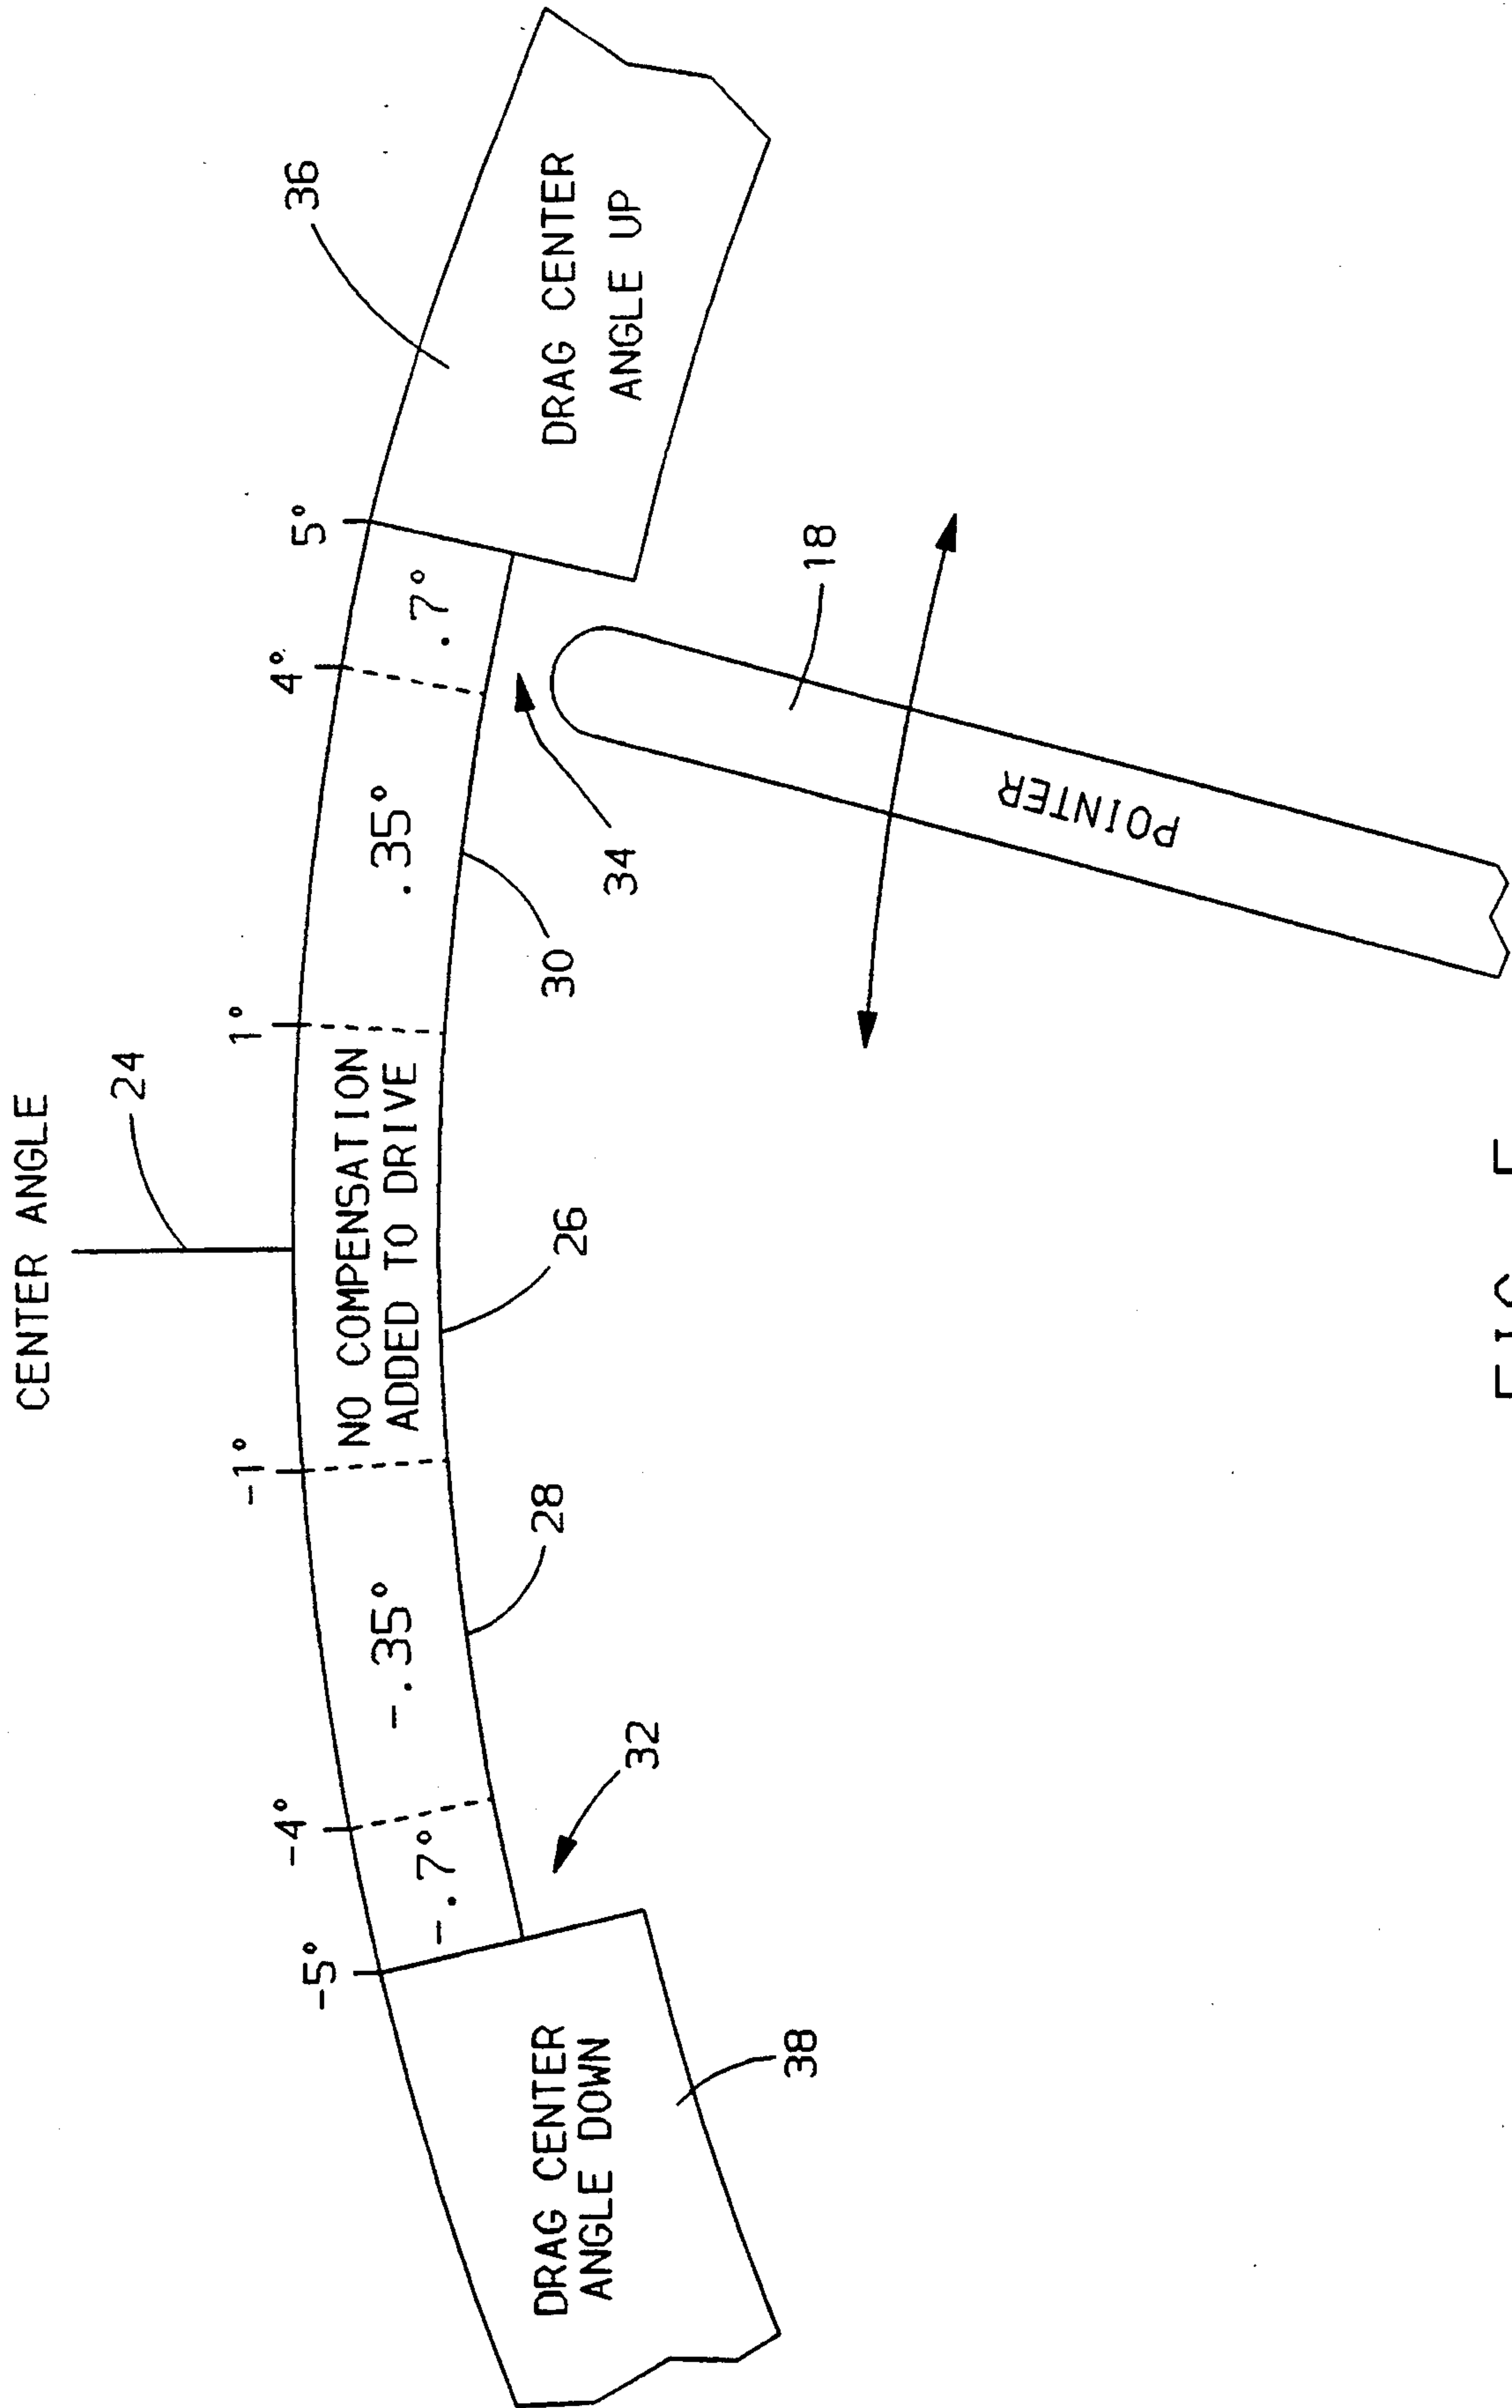 CENTER ANGLE
24
-5°
-4°
-1°
1°
4°
5°
36
-.7°
-.35°
NO COMPENSATION
ADDED TO DRIVE
.35°
.7°
DRAG CENTER
ANGLE DOWN
DRAG CENTER
ANGLE UP
38
32
28
26
30
34
18
POINTER